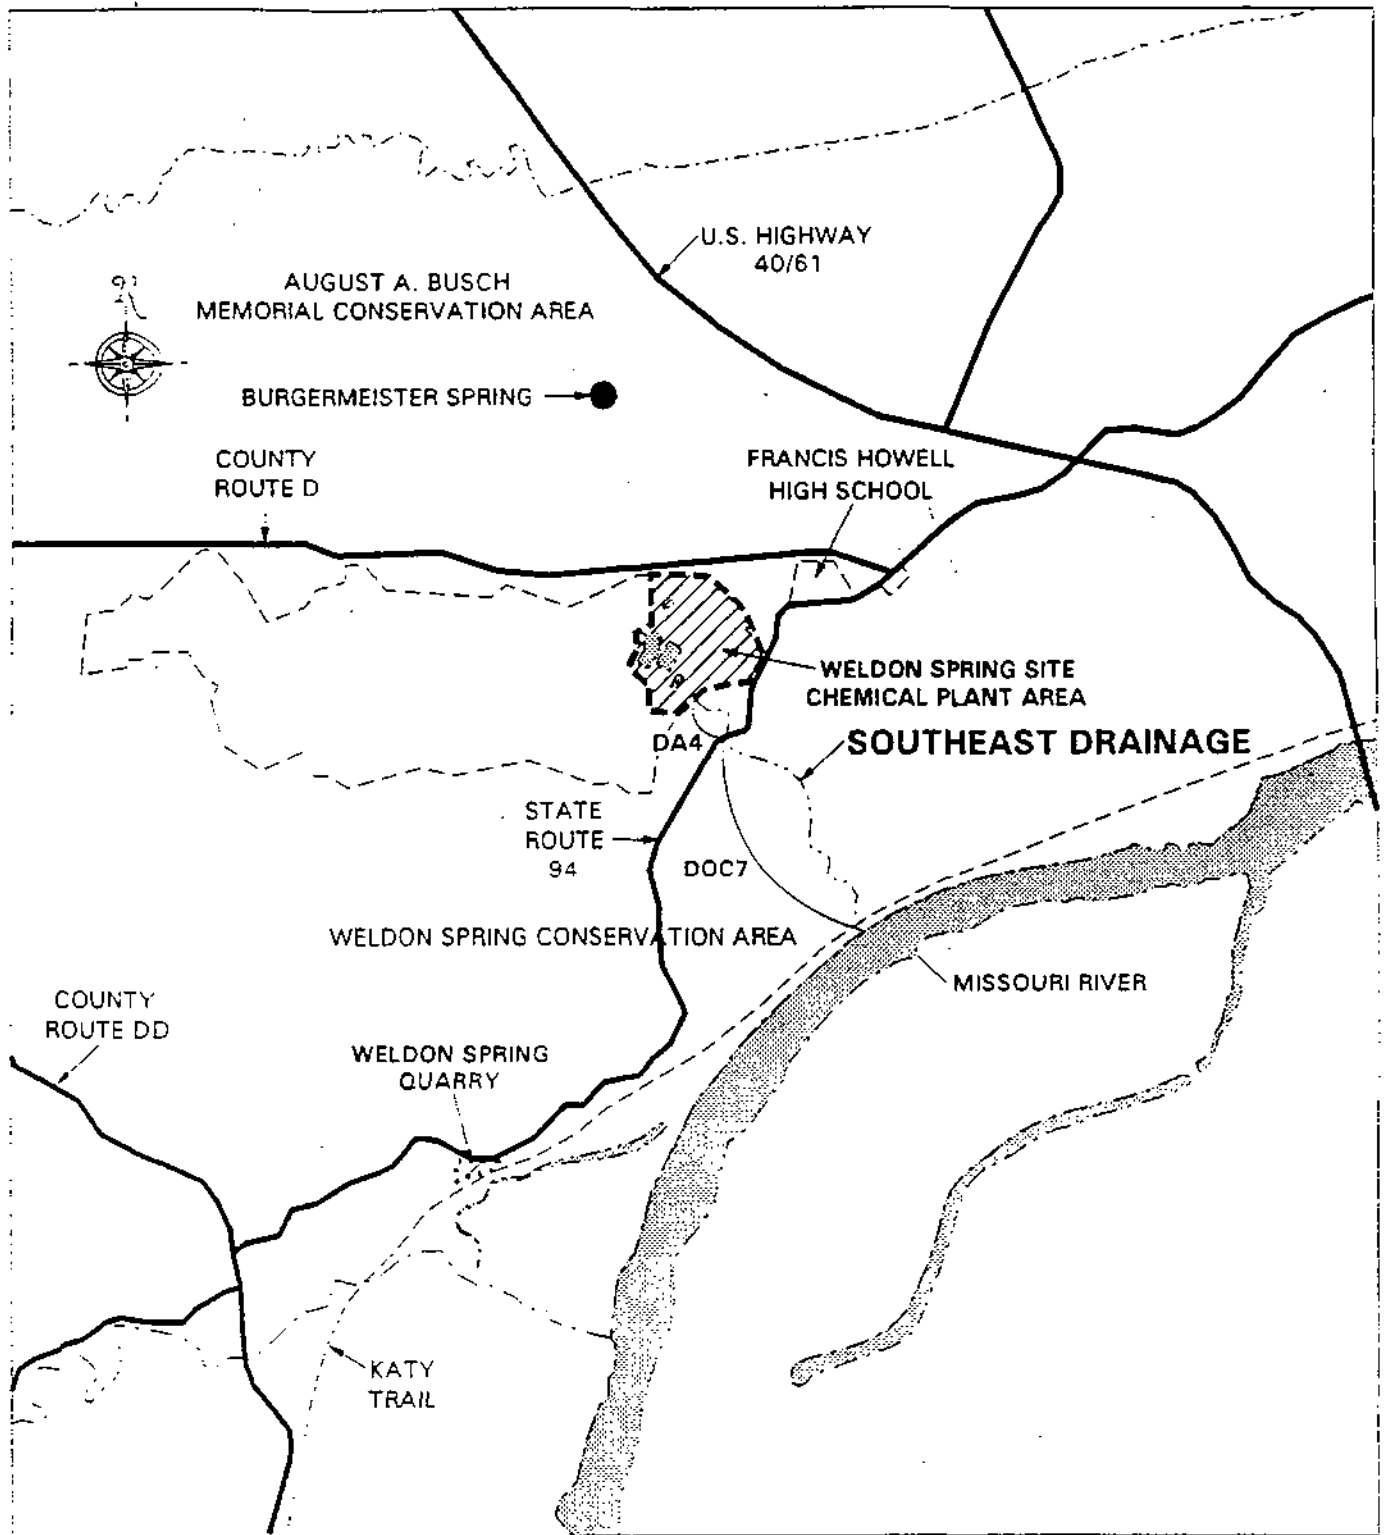 U.S. HIGHWAY
40/61
AUGUST A. BUSCH
MEMORIAL CONSERVATION AREA
BURGERMEISTER SPRING
COUNTY
ROUTE D
FRANCIS HOWELL
HIGH SCHOOL
WELDON SPRING SITE
CHEMICAL PLANT AREA
DA4
SOUTHEAST DRAINAGE
STATE
ROUTE
94
DOC7
WELDON SPRING CONSERVATION AREA
MISSOURI RIVER
COUNTY
ROUTE DD
WELDON SPRING
QUARRY
KATY
TRAIL